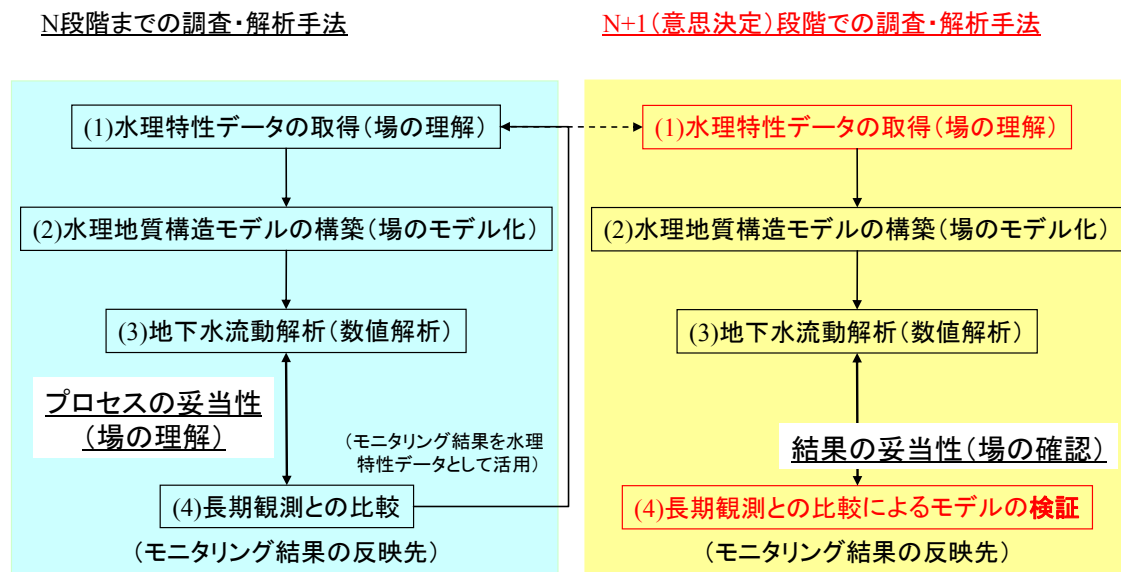 N段階までの調査・解析手法
(1)水理特性データの取得(場の理解)
(2)水理地質構造モデルの構築(場のモデル化)
(3)地下水流動解析(数値解析)
プロセスの妥当性
(場の理解)
(モニタリング結果を水理
特性データとして活用)
(4)長期観測との比較
(モニタリング結果の反映先)
N+1(意思決定)段階での調査・解析手法
(1)水理特性データの取得(場の理解)
(2)水理地質構造モデルの構築(場のモデル化)
(3)地下水流動解析(数値解析)
結果の妥当性(場の確認)
(4)長期観測との比較によるモデルの検証
(モニタリング結果の反映先)